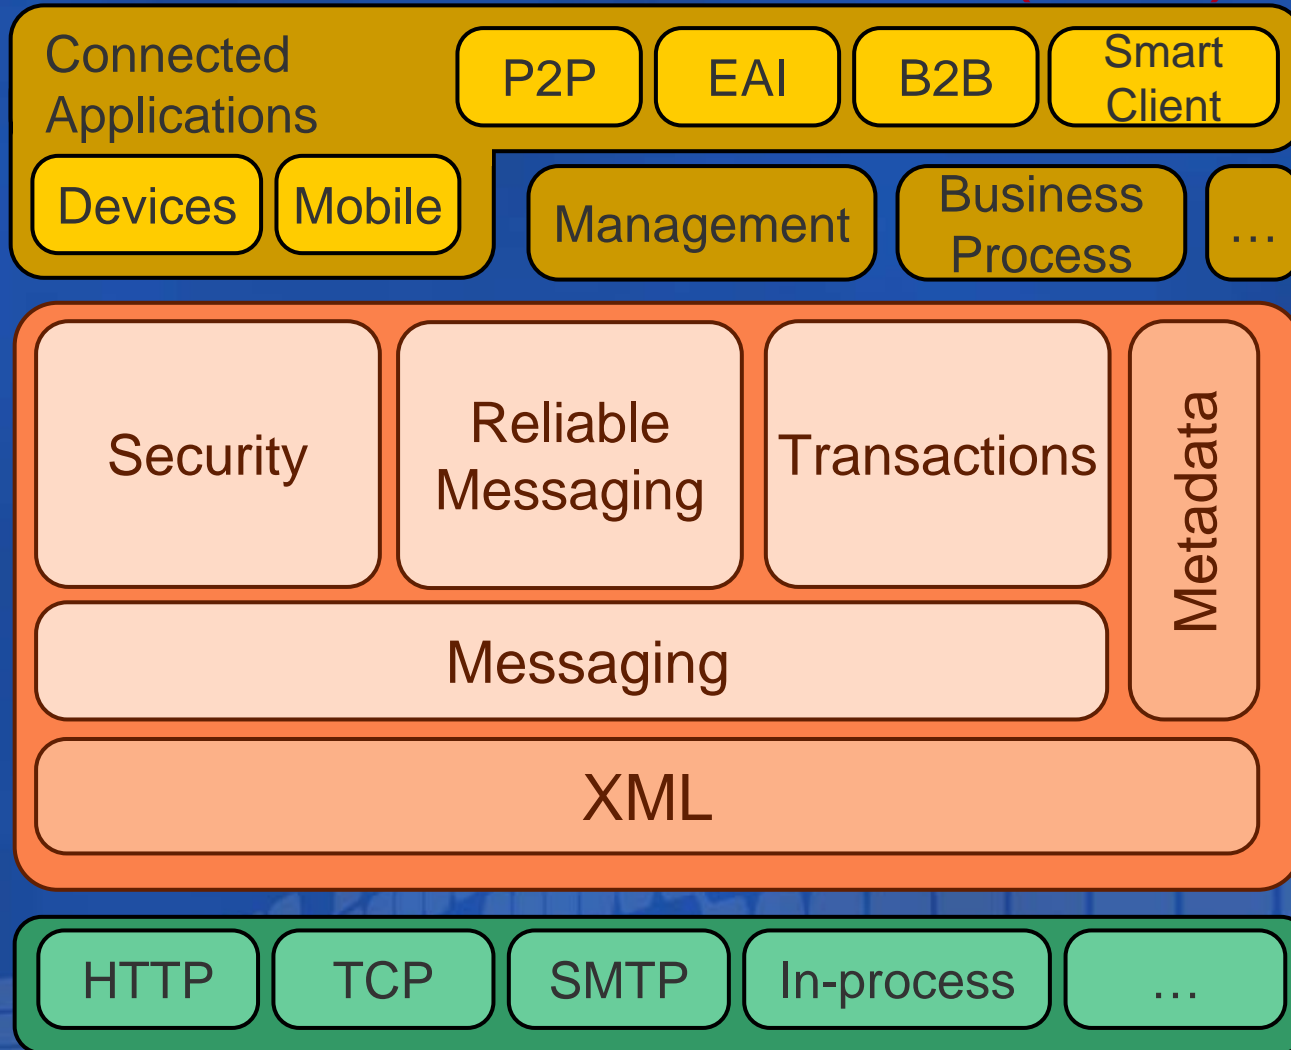 Connected
Applications
P2P
EAI
B2B
Smart
Client
Devices
Mobile
Management
Business
Process
…
Security
Reliable
Messaging
Transactions
Metadata
Messaging
XML
HTTP
TCP
SMTP
In-process
…